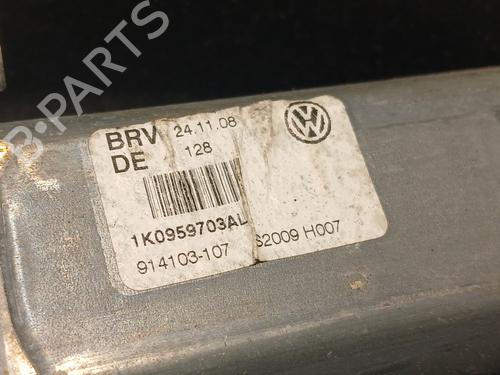 B-PARTS
BRV 24.11.08
DE 128
1K0959703AL
914103-107 S2009 H007